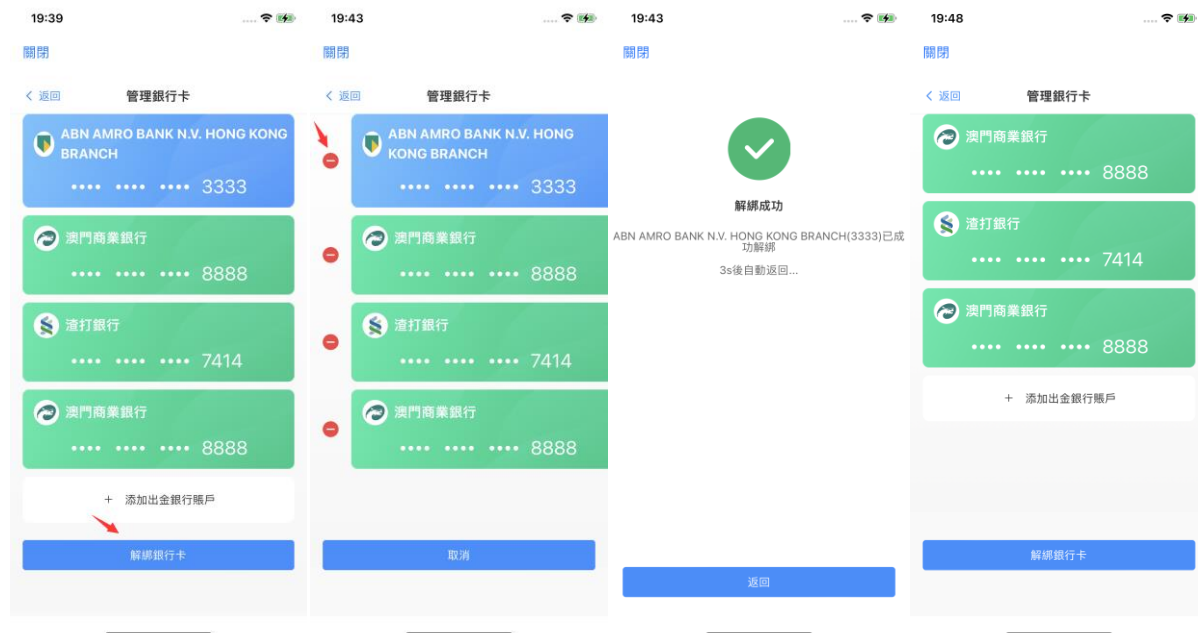 19:39
關閉
返回
管理銀行卡
ABN AMRO BANK N.V. HONG KONG
BRANCH
•••• •••• •••• 3333
澳門商業銀行
•••• •••• •••• 8888
渣打銀行
•••• •••• •••• 7414
澳門商業銀行
•••• •••• •••• 8888
+ 添加出金銀行賬戶
解綁銀行卡
19:43
關閉
返回
管理銀行卡
ABN AMRO BANK N.V. HONG
KONG BRANCH
•••• •••• •••• 3333
澳門商業銀行
•••• •••• •••• 8888
渣打銀行
•••• •••• •••• 7414
澳門商業銀行
•••• •••• •••• 8888
取消
19:43
關閉
解綁成功
ABN AMRO BANK N.V. HONG KONG BRANCH(3333)已成
功解綁
3s後自動返回...
返回
19:48
關閉
返回
管理銀行卡
澳門商業銀行
•••• •••• •••• 8888
渣打銀行
•••• •••• •••• 7414
澳門商業銀行
•••• •••• •••• 8888
+ 添加出金銀行賬戶
解綁銀行卡